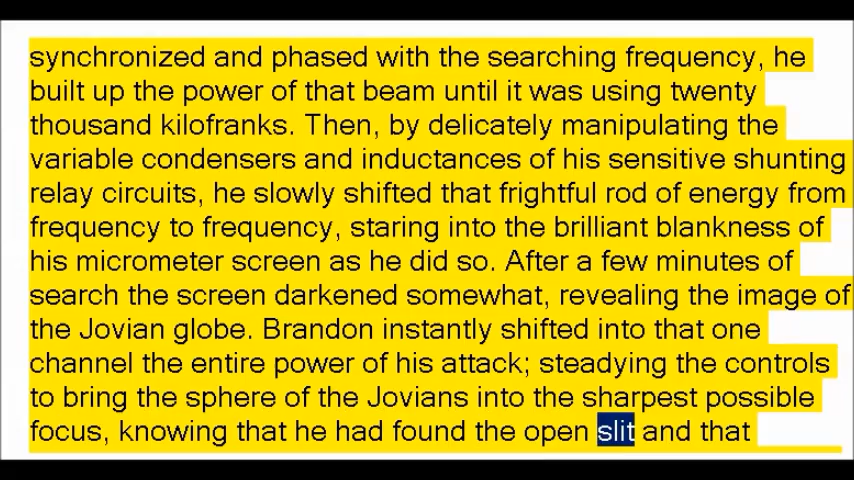 synchronized and phased with the searching frequency, he
built up the power of that beam until it was using twenty
thousand kilofranks. Then, by delicately manipulating the
variable condensers and inductances of his sensitive shunting
relay circuits, he slowly shifted that frightful rod of energy from
frequency to frequency, staring into the brilliant blankness of
his micrometer screen as he did so. After a few minutes of
search the screen darkened somewhat, revealing the image of
the Jovian globe. Brandon instantly shifted into that one
channel the entire power of his attack; steadying the controls
to bring the sphere of the Jovians into the sharpest possible
focus, knowing that he had found the open slit and that